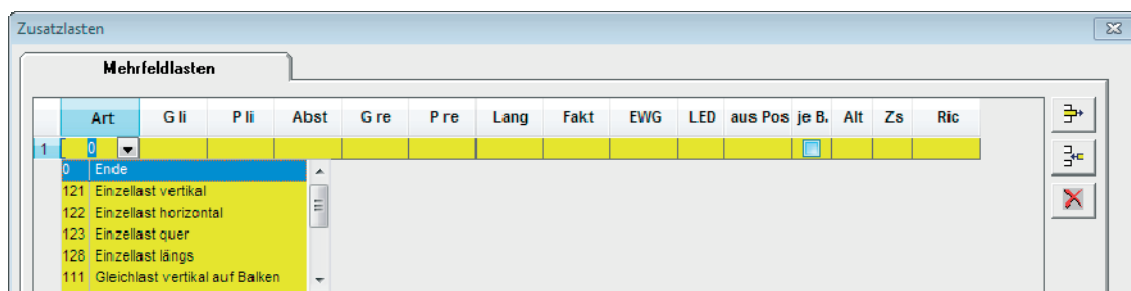 Zusatzlasten
Mehrfeldlasten
Art G li P li Abst G re P re Lang Fakt EWG LED aus Pos je B. Alt Zs Ric
1 0
0 Ende
121 Einzellast vertikal
122 Einzellast horizontal
123 Einzellast quer
128 Einzellast längs
111 Gleichlast vertikal auf Balken